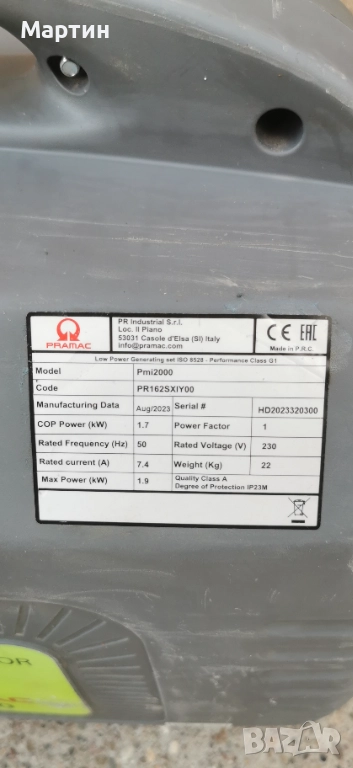 Мартин
PRAMAC
PR Industrial S.r.l.
Loc. Il Piano
53031 Casole d'Elsa (SI) Italy
info@pramac.com
CE EAC
Made in P.R.C.
Low Power Generating set ISO 8528 - Performance Class G1
Model Pmi2000
Code PR162SXIY00
Manufacturing Data Aug/2023 Serial # HD2023320300
COP Power (kW) 1.7 Power Factor 1
Rated Frequency (Hz) 50 Rated Voltage (V) 230
Rated current (A) 7.4 Weight (Kg) 22
Max Power (kW) 1.9 Quality Class A
Degree of Protection IP23M
OR
BAZAR